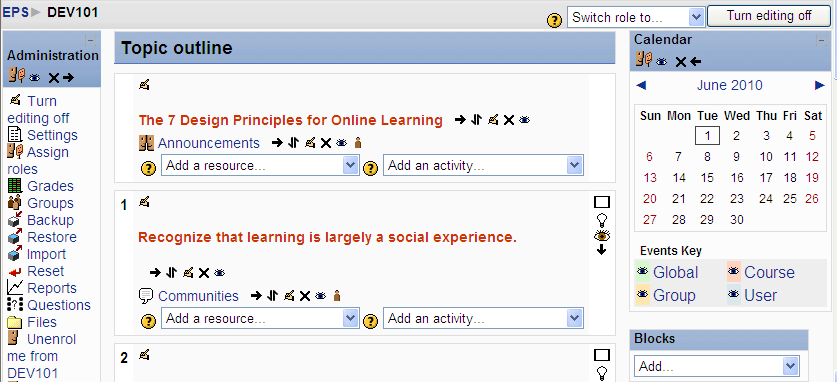 EPS ▶ DEV101
Switch role to...
Turn editing off
Administration
Turn
editing off
Settings
Assign
roles
Grades
Groups
Backup
Restore
Import
Reset
Reports
Questions
Files
Unenrol
me from
DEV101
Topic outline
The 7 Design Principles for Online Learning
Announcements
Add a resource...
Add an activity...
1
Recognize that learning is largely a social experience.
Communities
Add a resource...
Add an activity...
2
Calendar
◀ June 2010 ▶
Sun Mon Tue Wed Thu Fri Sat
1 2 3 4 5
6 7 8 9 10 11 12
13 14 15 16 17 18 19
20 21 22 23 24 25 26
27 28 29 30
Events Key
Global Course
Group User
Blocks
Add...